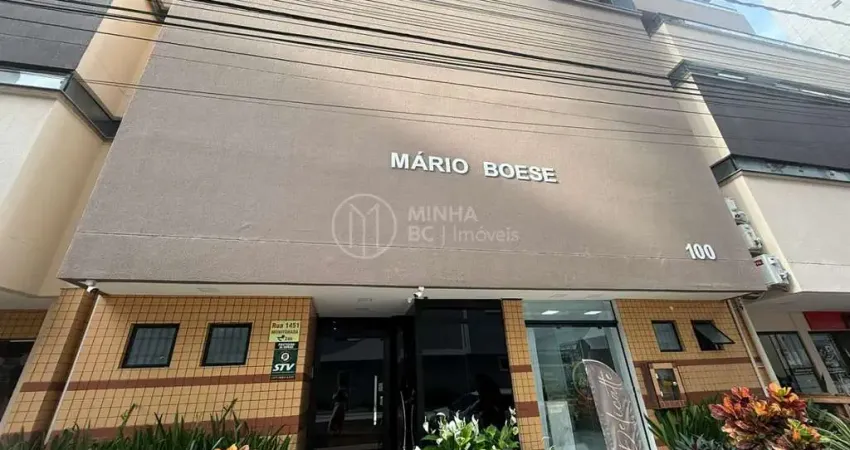 MÁRIO BOESE
MINHA
BC | Imóveis
100
Rua 1451
STV